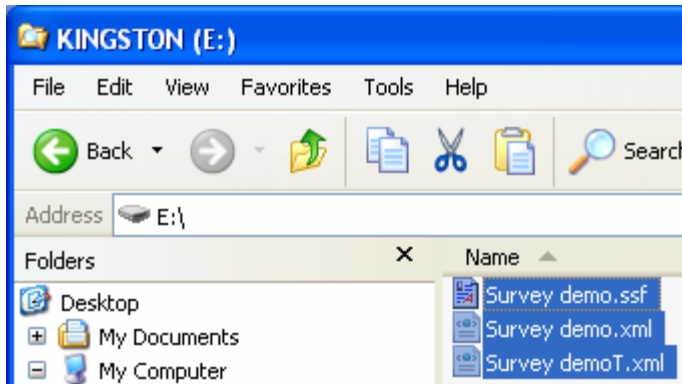 KINGSTON (E:)
File Edit View Favorites Tools Help
Back
Address E:\
Folders
Desktop
My Documents
My Computer
Name
Survey demo.ssf
Survey demo.xml
Survey demoT.xml